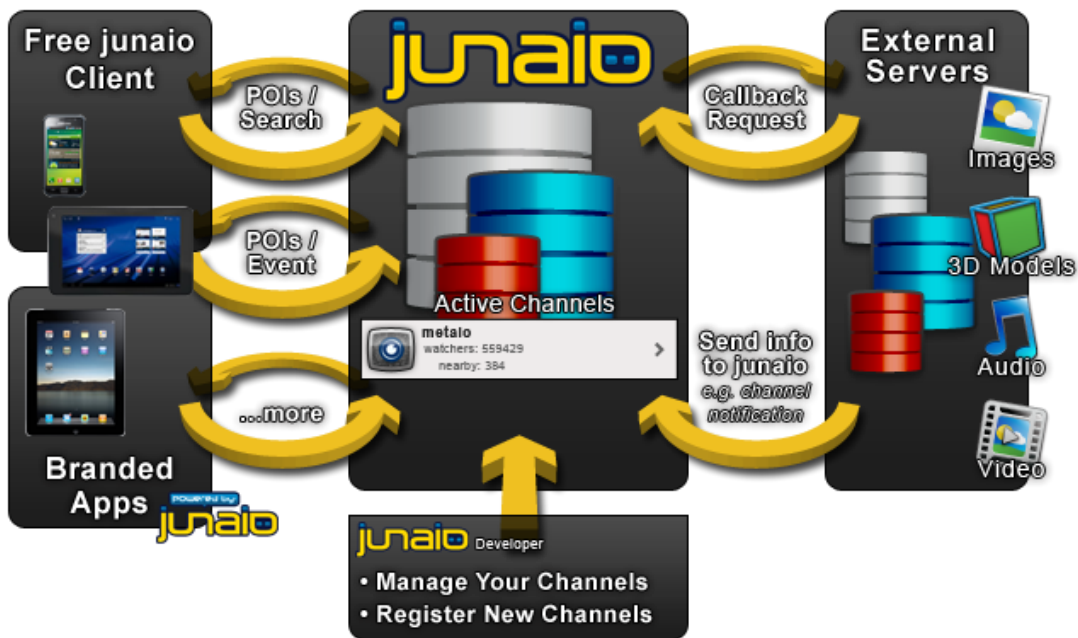 Free junaio
Client
POIs /
Search
POIs /
Event
...more
Branded
Apps
powered by
junaio
junaio
Active Channels
metaio
watchers: 559429
nearby: 384
junaio Developer
• Manage Your Channels
• Register New Channels
Callback
Request
Send info
to junaio
e.g. channel
notification
External
Servers
Images
3D Models
Audio
Video